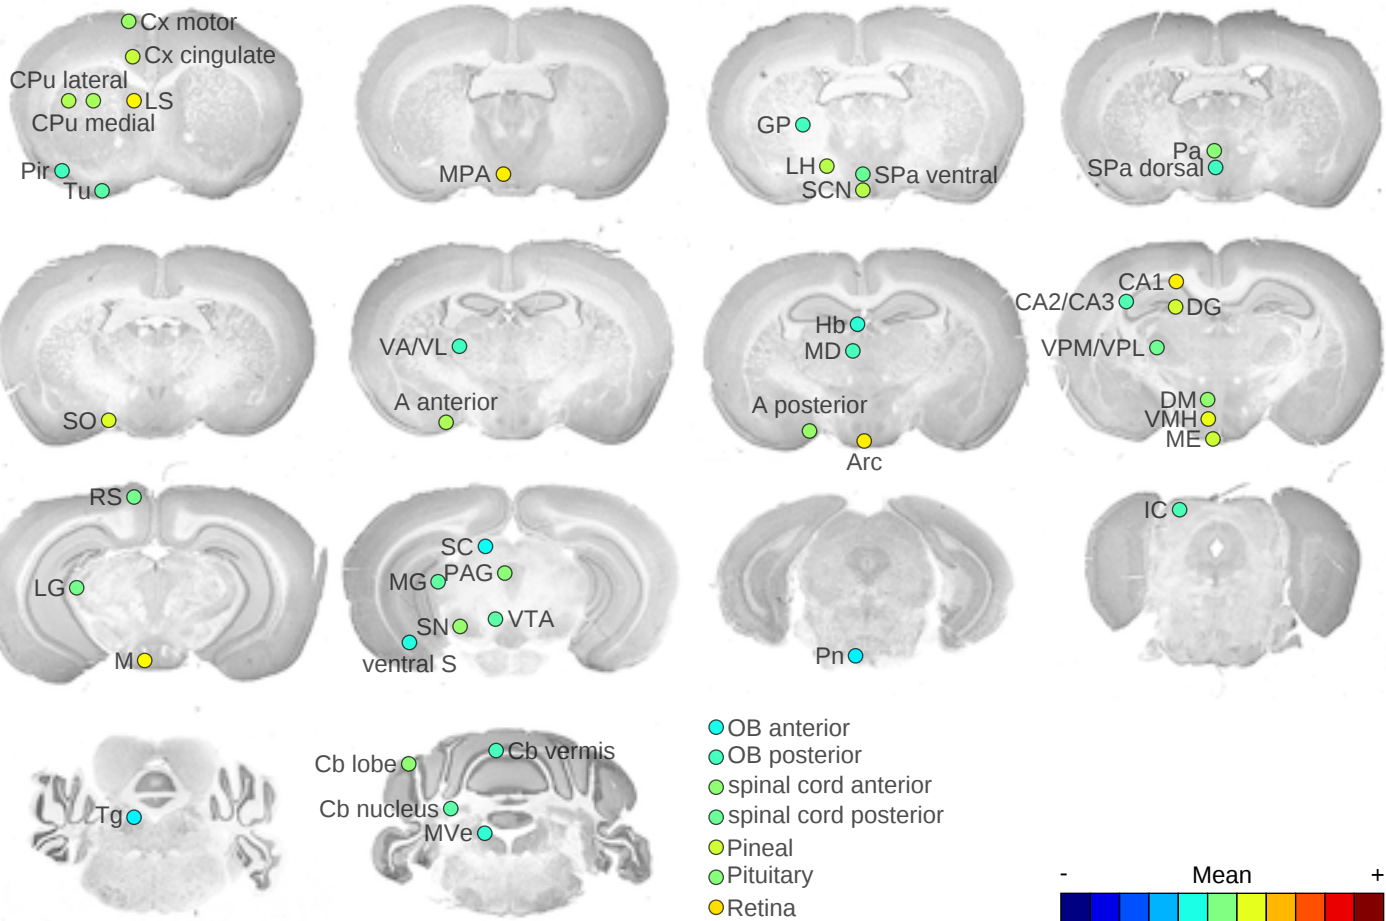 Cx motor
Cx cingulate
CPu lateral
LS
CPu medial
Pir
Tu
MPA
GP
LH
SPa ventral
SCN
Pa
SPa dorsal
SO
VA/VL
A anterior
Hb
MD
A posterior
Arc
CA1
CA2/CA3
DG
VPM/VPL
DM
VMH
ME
RS
LG
M
SC
MG
PAG
SN
VTA
ventral S
Pn
IC
Tg
Cb lobe
Cb vermis
Cb nucleus
MVe
OB anterior
OB posterior
spinal cord anterior
spinal cord posterior
Pineal
Pituitary
Retina
- Mean +